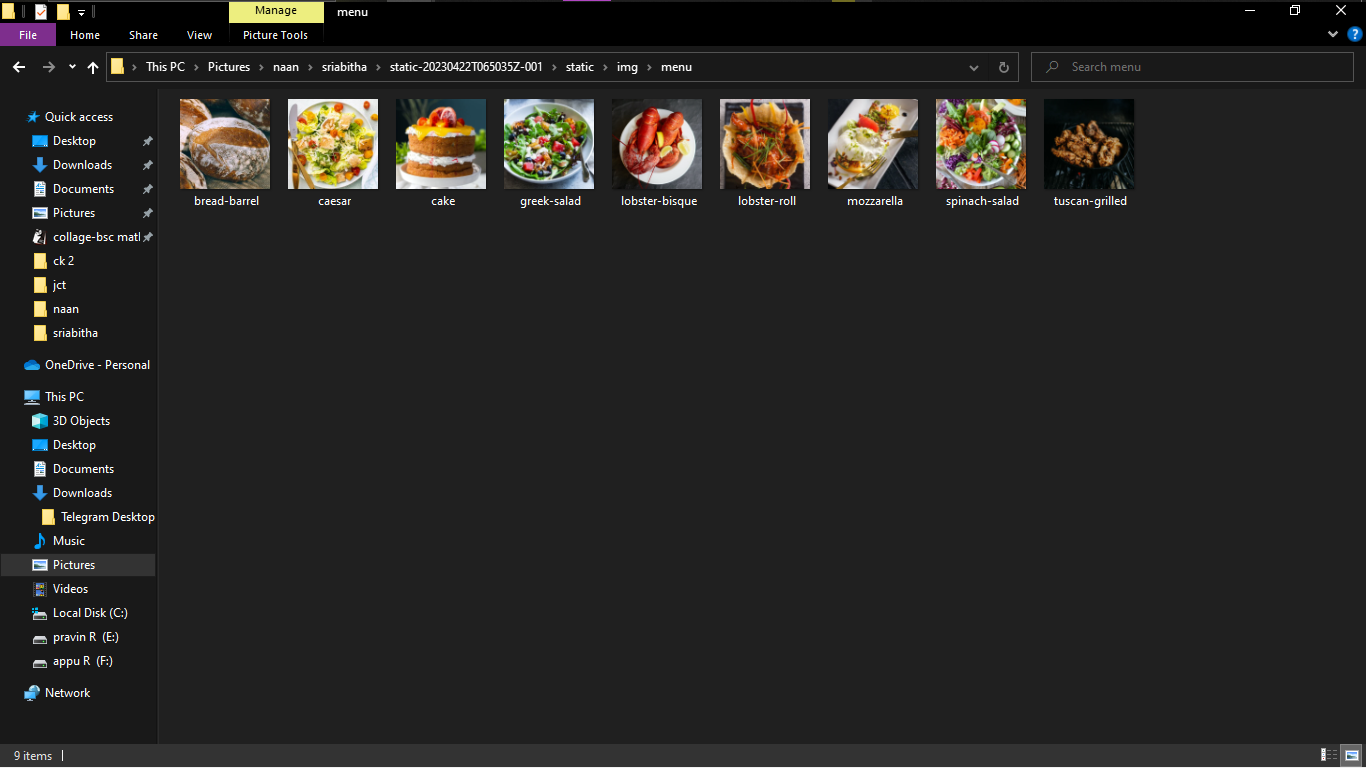 Manage
menu
File
Home
Share
View
Picture Tools
This PC
Pictures
naan
sriabitha
static-20230422T065035Z-001
static
img
menu
Search menu
Quick access
Desktop
Downloads
Documents
Pictures
collage-bsc matl
ck 2
jct
naan
sriabitha
OneDrive - Personal
This PC
3D Objects
Desktop
Documents
Downloads
Telegram Desktop
Music
Pictures
Videos
Local Disk (C:)
pravin R (E:)
appu R (F:)
Network
bread-barrel
caesar
cake
greek-salad
lobster-bisque
lobster-roll
mozzarella
spinach-salad
tuscan-grilled
9 items